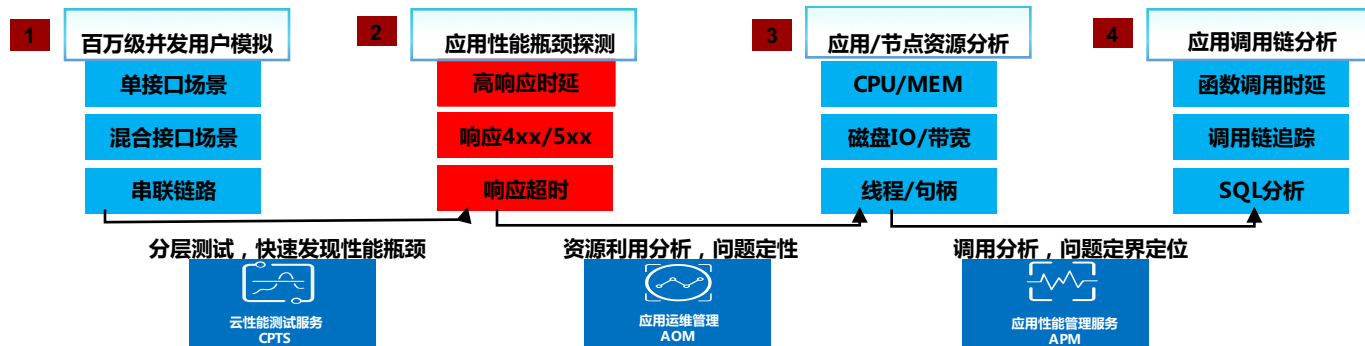 1
百万级并发用户模拟
单接口场景
混合接口场景
串联链路
2
应用性能瓶颈探测
高响应时延
响应4xx/5xx
响应超时
3
应用/节点资源分析
CPU/MEM
磁盘IO/带宽
线程/句柄
4
应用调用链分析
函数调用时延
调用链追踪
SQL分析
分层测试，快速发现性能瓶颈
资源利用分析，问题定性
调用分析，问题定界定位
云性能测试服务
CPTS
应用运维管理
AOM
应用性能管理服务
APM